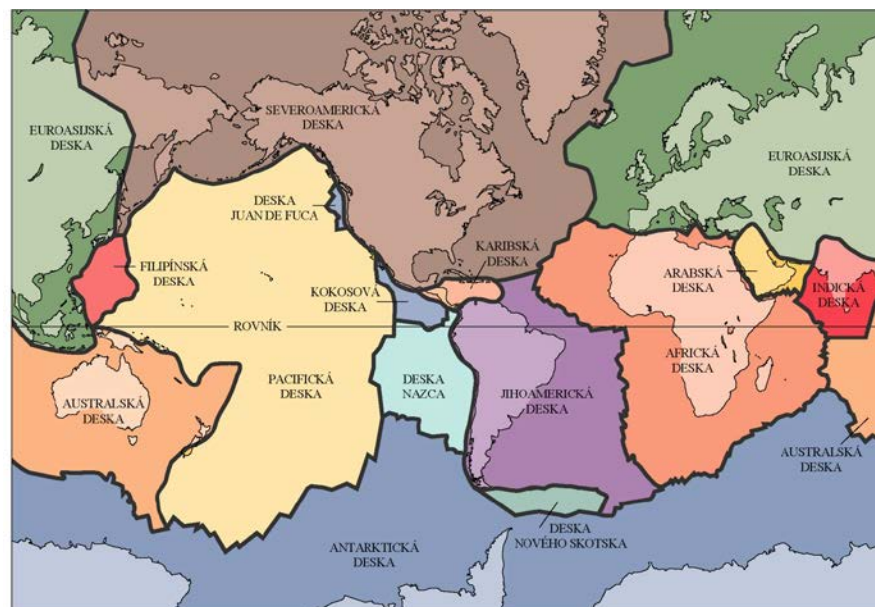 SEVEROAMERICKÁ
DESKA
EUROASIJSKÁ
DESKA
EUROASIJSKÁ
DESKA
DESKA
JUAN DE FUCA
FILIPÍNSKÁ
DESKA
KARIBSKÁ
DESKA
ARABSKÁ
DESKA
INDICKÁ
DESKA
KOKOSOVÁ
DESKA
ROVNÍK
AFRICKÁ
DESKA
AUSTRALSKÁ
DESKA
PACIFICKÁ
DESKA
DESKA
NAZCA
JIHOAMERICKÁ
DESKA
AUSTRALSKÁ
DESKA
DESKA
NOVÉHO SKOTSKA
ANTARKTICKÁ
DESKA